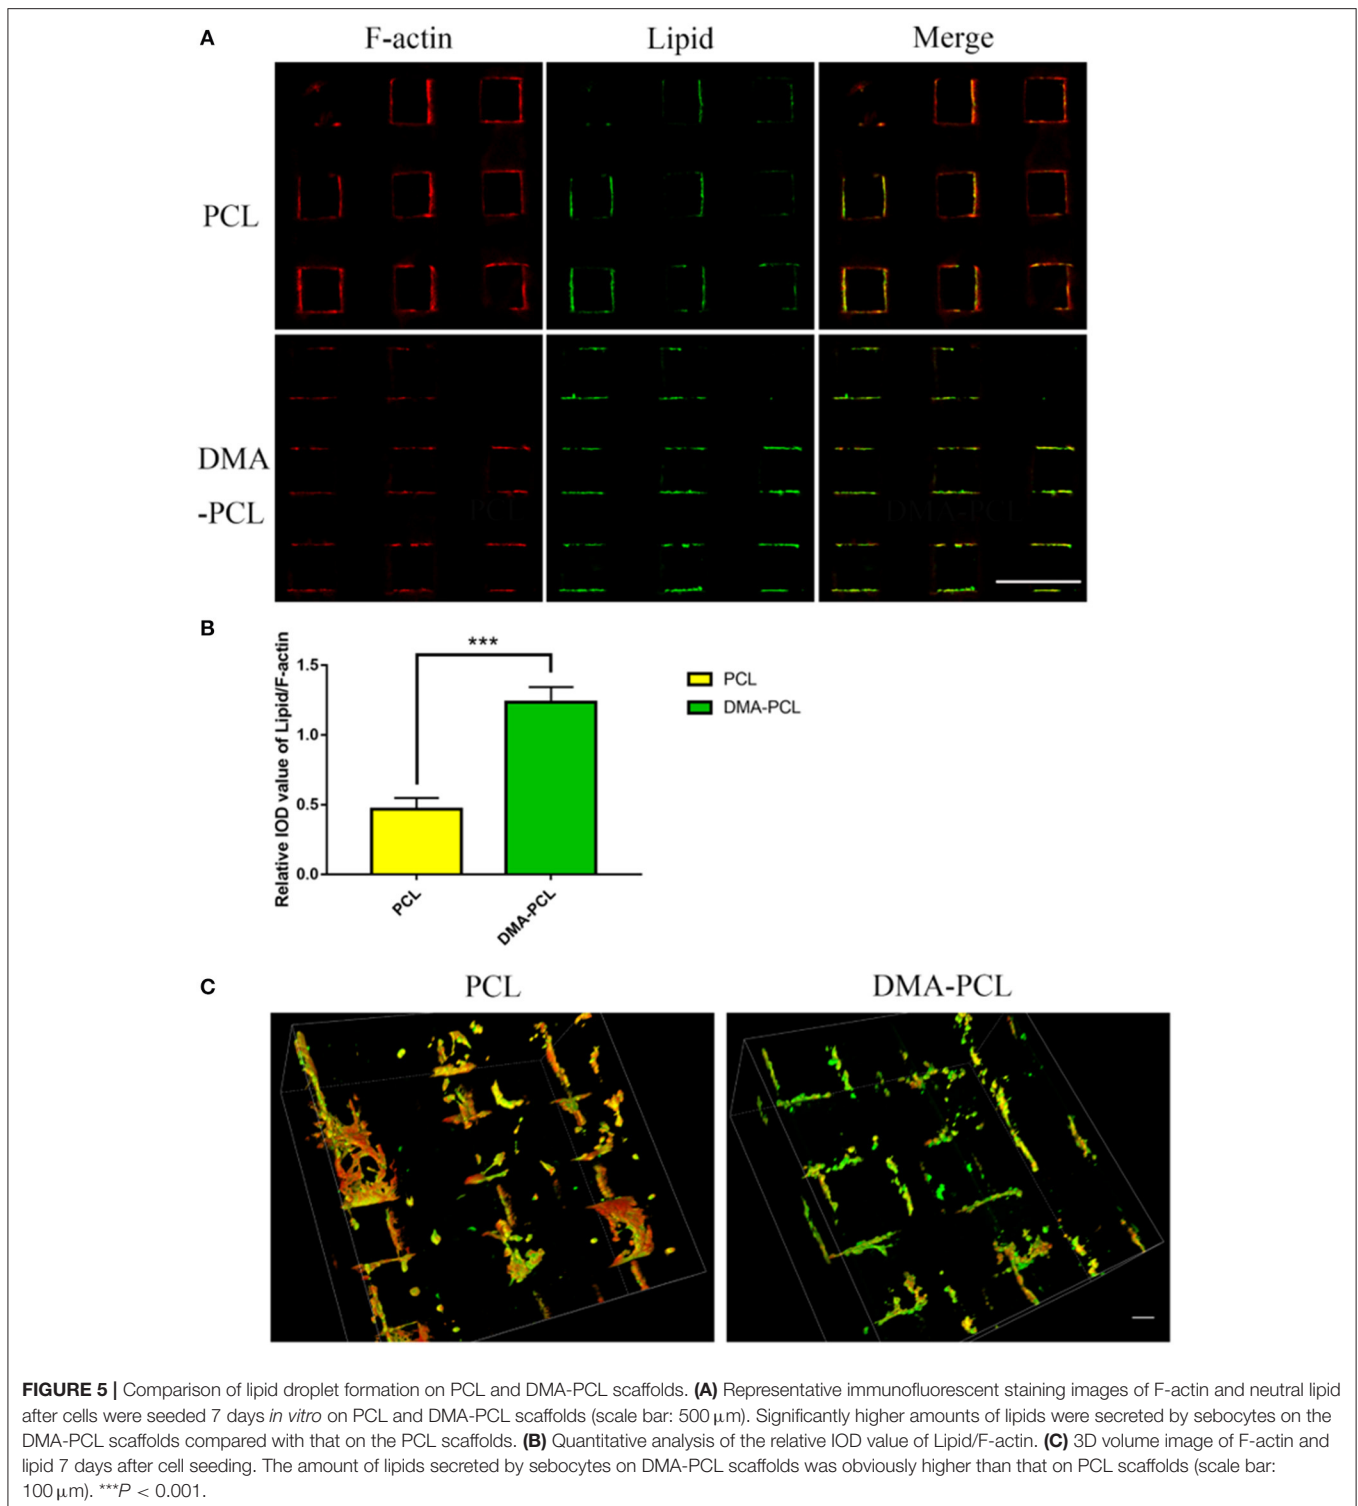 A
F-actin
Lipid
Merge
PCL
DMA
-PCL
PCL
DMA-PCL
B
***
Relative IOD value of Lipid/F-actin
1.5
1.0
0.5
0.0
PCL
DMA-PCL
PCL
DMA-PCL
C
PCL
DMA-PCL
FIGURE 5 | Comparison of lipid droplet formation on PCL and DMA-PCL scaffolds. (A) Representative immunofluorescent staining images of F-actin and neutral lipid
after cells were seeded 7 days in vitro on PCL and DMA-PCL scaffolds (scale bar: 500 μm). Significantly higher amounts of lipids were secreted by sebocytes on the
DMA-PCL scaffolds compared with that on the PCL scaffolds. (B) Quantitative analysis of the relative IOD value of Lipid/F-actin. (C) 3D volume image of F-actin and
lipid 7 days after cell seeding. The amount of lipids secreted by sebocytes on DMA-PCL scaffolds was obviously higher than that on PCL scaffolds (scale bar:
100 μm). ***P < 0.001.